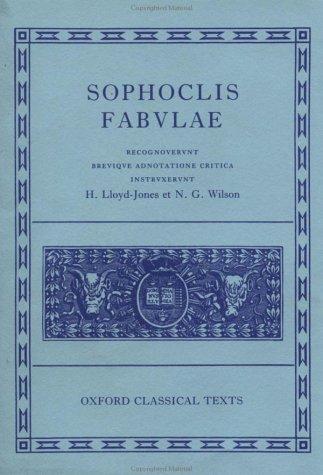 SOPHOCLIS
FABVLAE
RECOGNOVERVNT
BREVIQVE ADNOTATIONE CRITICA
INSTRVXERVNT
H. Lloyd-Jones et N. G. Wilson
OXFORD CLASSICAL TEXTS